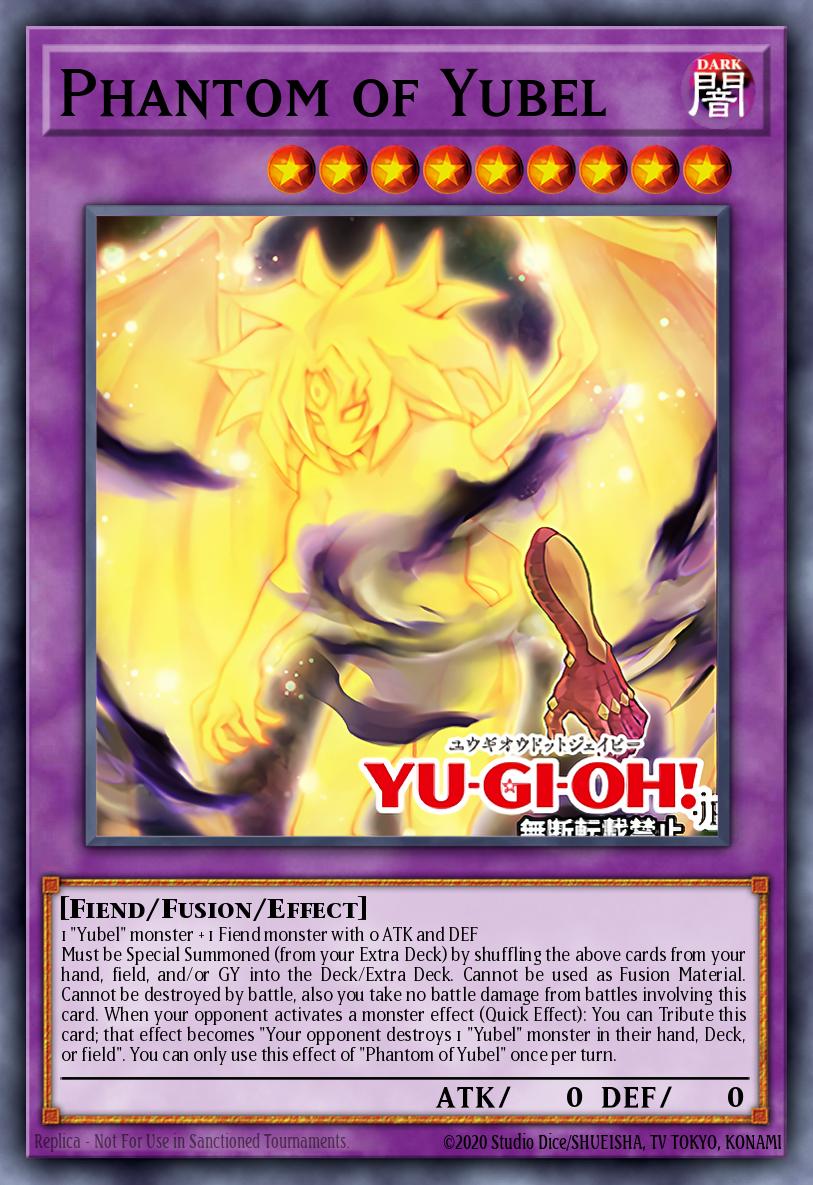 Phantom of Yubel
DARK
闇
ユウギオウドットジェイピー
YU-GI-OH!
.jp
無断転載禁止
[Fiend/Fusion/Effect]
1 "Yubel" monster + 1 Fiend monster with 0 ATK and DEF
Must be Special Summoned (from your Extra Deck) by shuffling the above cards from your
hand, field, and/or GY into the Deck/Extra Deck. Cannot be used as Fusion Material.
Cannot be destroyed by battle, also you take no battle damage from battles involving this
card. When your opponent activates a monster effect (Quick Effect): You can Tribute this
card; that effect becomes "Your opponent destroys 1 "Yubel" monster in their hand, Deck,
or field". You can only use this effect of "Phantom of Yubel" once per turn.
ATK/ 0 DEF/ 0
Replica - Not For Use in Sanctioned Tournaments.
©2020 Studio Dice/SHUEISHA, TV TOKYO, KONAMI